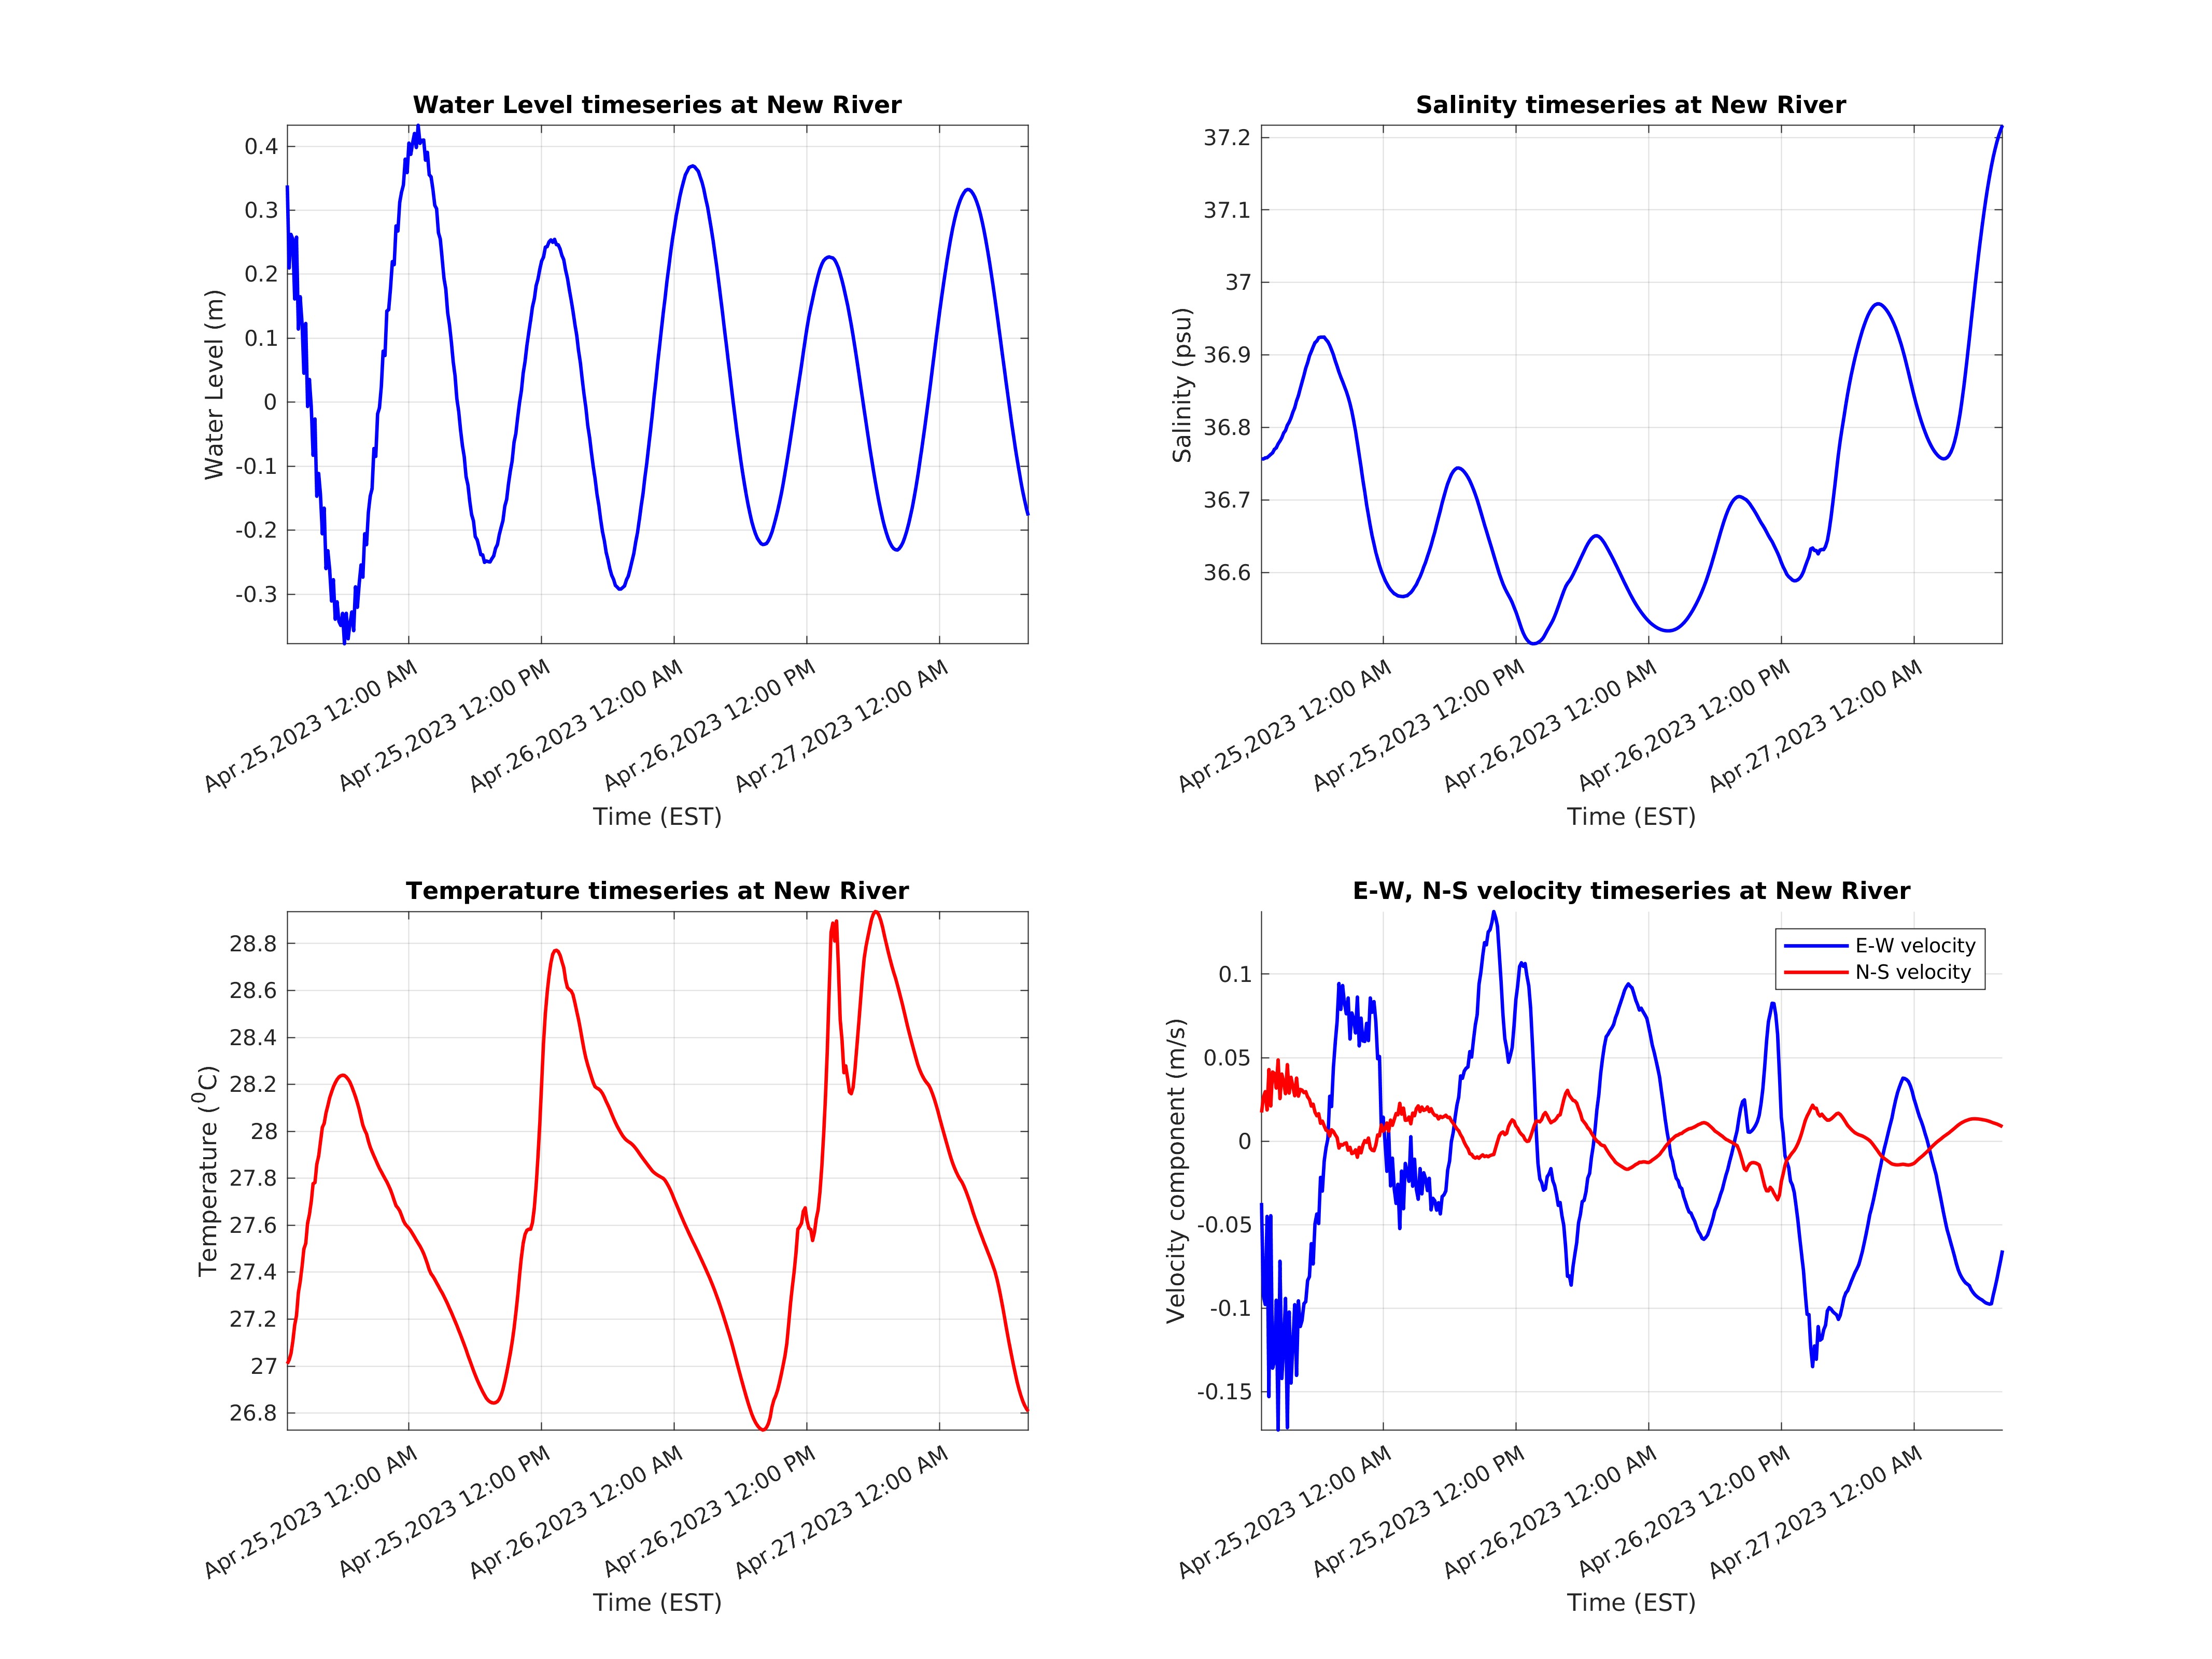 Water Level timeseries at New River
Water Level (m)
0.4
0.3
0.2
0.1
0
-0.1
-0.2
-0.3
Apr.25,2023 12:00 AM
Apr.25,2023 12:00 PM
Apr.26,2023 12:00 AM
Apr.26,2023 12:00 PM
Apr.27,2023 12:00 AM
Time (EST)
Salinity timeseries at New River
Salinity (psu)
37.2
37.1
37
36.9
36.8
36.7
36.6
Apr.25,2023 12:00 AM
Apr.25,2023 12:00 PM
Apr.26,2023 12:00 AM
Apr.26,2023 12:00 PM
Apr.27,2023 12:00 AM
Time (EST)
Temperature timeseries at New River
Temperature (⁰C)
28.8
28.6
28.4
28.2
28
27.8
27.6
27.4
27.2
27
26.8
Apr.25,2023 12:00 AM
Apr.25,2023 12:00 PM
Apr.26,2023 12:00 AM
Apr.26,2023 12:00 PM
Apr.27,2023 12:00 AM
Time (EST)
E-W, N-S velocity timeseries at New River
Velocity component (m/s)
0.1
0.05
0
-0.05
-0.1
-0.15
E-W velocity
N-S velocity
Apr.25,2023 12:00 AM
Apr.25,2023 12:00 PM
Apr.26,2023 12:00 AM
Apr.26,2023 12:00 PM
Apr.27,2023 12:00 AM
Time (EST)